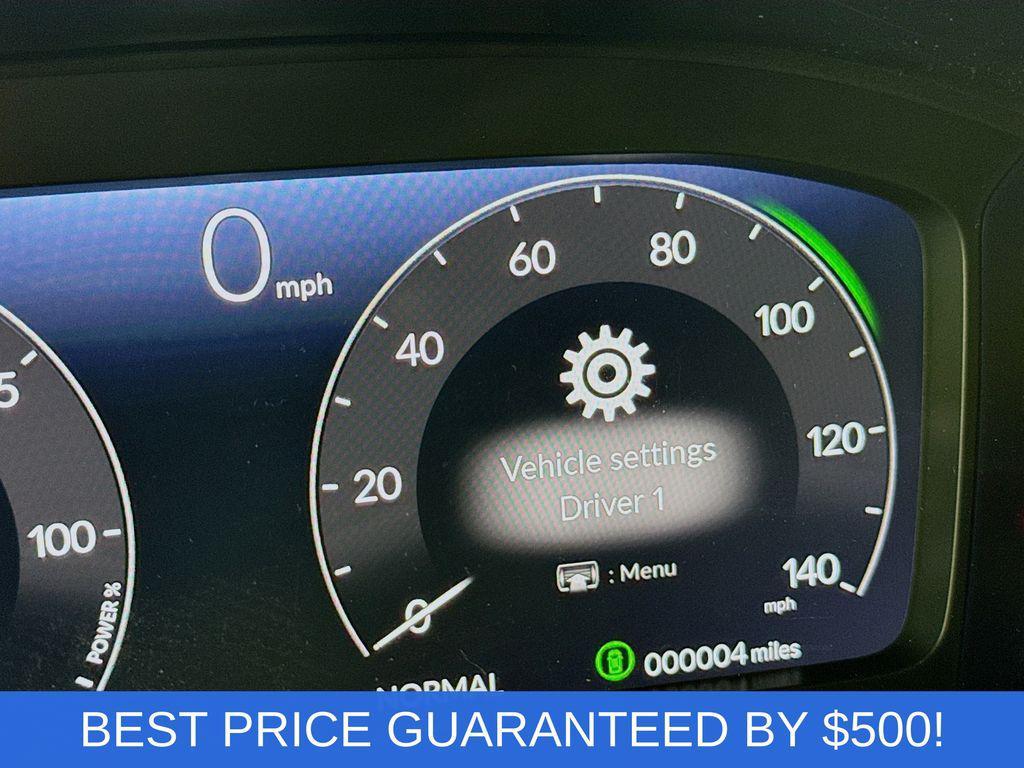 0 mph
60
80
40
100
5
20
120
Vehicle settings
Driver 1
100
: Menu
140
mph
0
POWER %
000004 miles
NORMAL
BEST PRICE GUARANTEED BY $500!